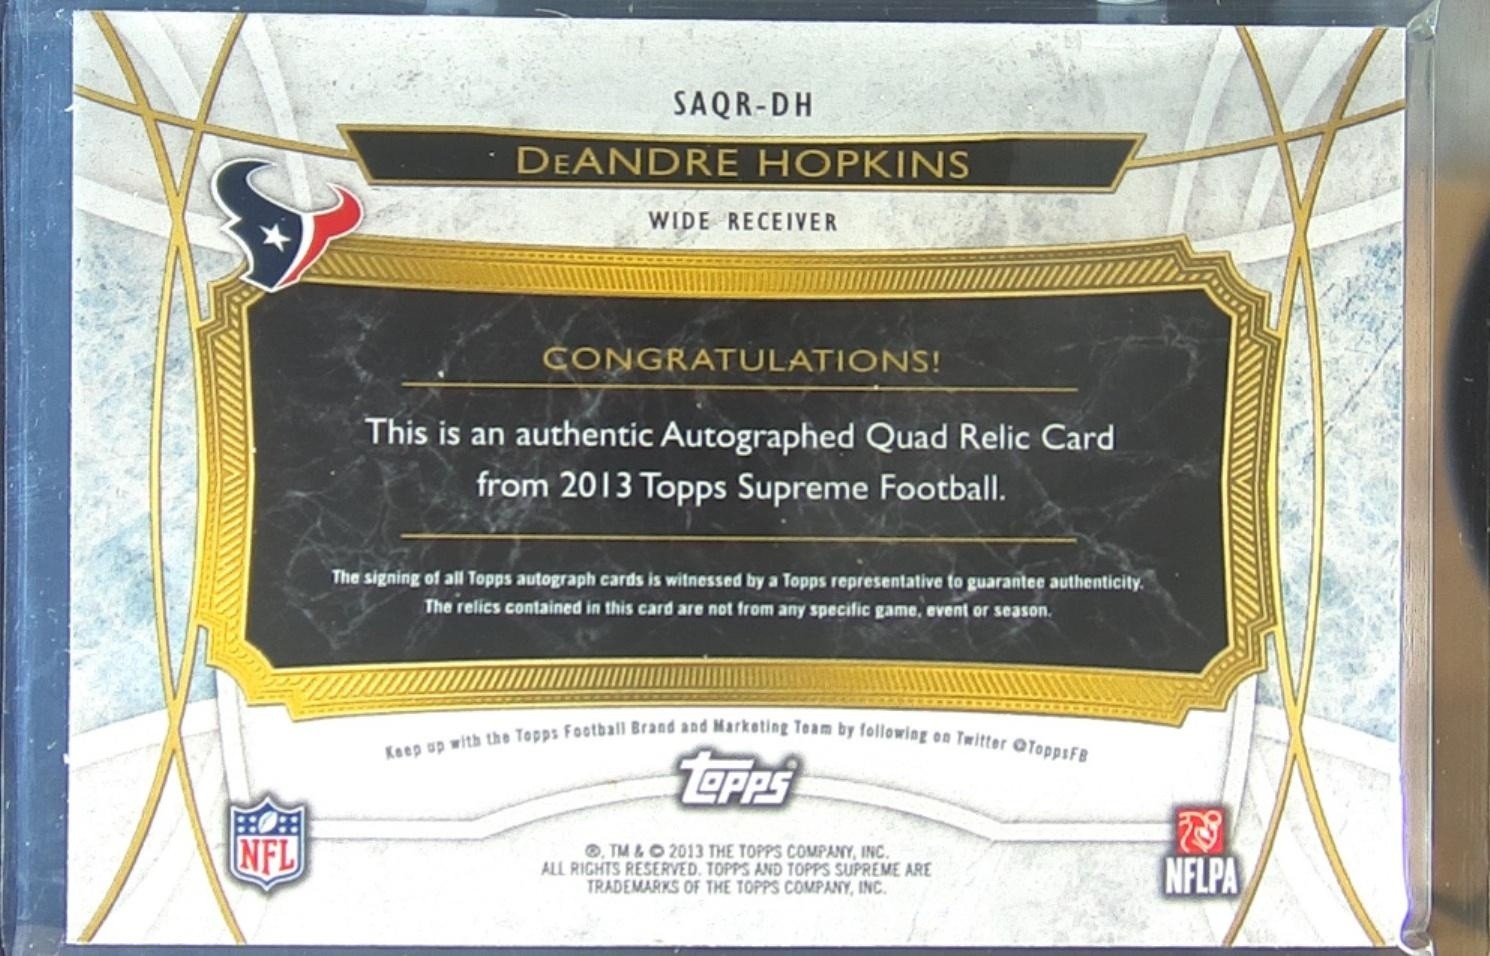 SAQR-DH
DeANDRE HOPKINS
WIDE RECEIVER
CONGRATULATIONS!
This is an authentic Autographed Quad Relic Card
from 2013 Topps Supreme Football.
The signing of all Topps autograph cards is witnessed by a Topps representative to guarantee authenticity.
The relics contained in this card are not from any specific game, event or season.
Keep up with the Topps Football Brand and Marketing Team by following on Twitter @ToppsFB
Topps
NFL
NFLPA
®, TM & © 2013 THE TOPPS COMPANY, INC.
ALL RIGHTS RESERVED. TOPPS AND TOPPS SUPREME ARE
TRADEMARKS OF THE TOPPS COMPANY, INC.